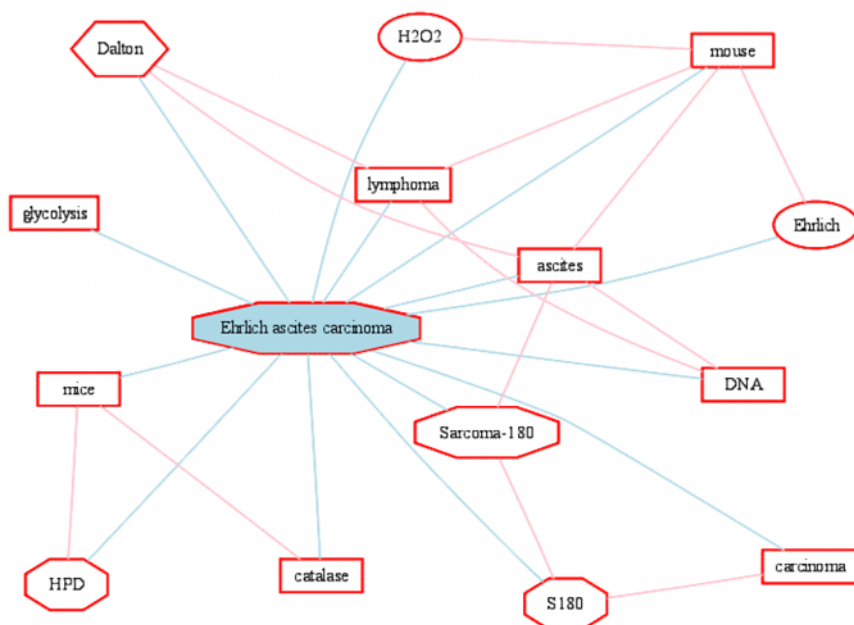 Dalton
H2O2
mouse
lymphoma
glycolysis
Ehrlich
ascites
Ehrlich ascites carcinoma
mice
DNA
Sarcoma-180
HPD
catalase
carcinoma
S180